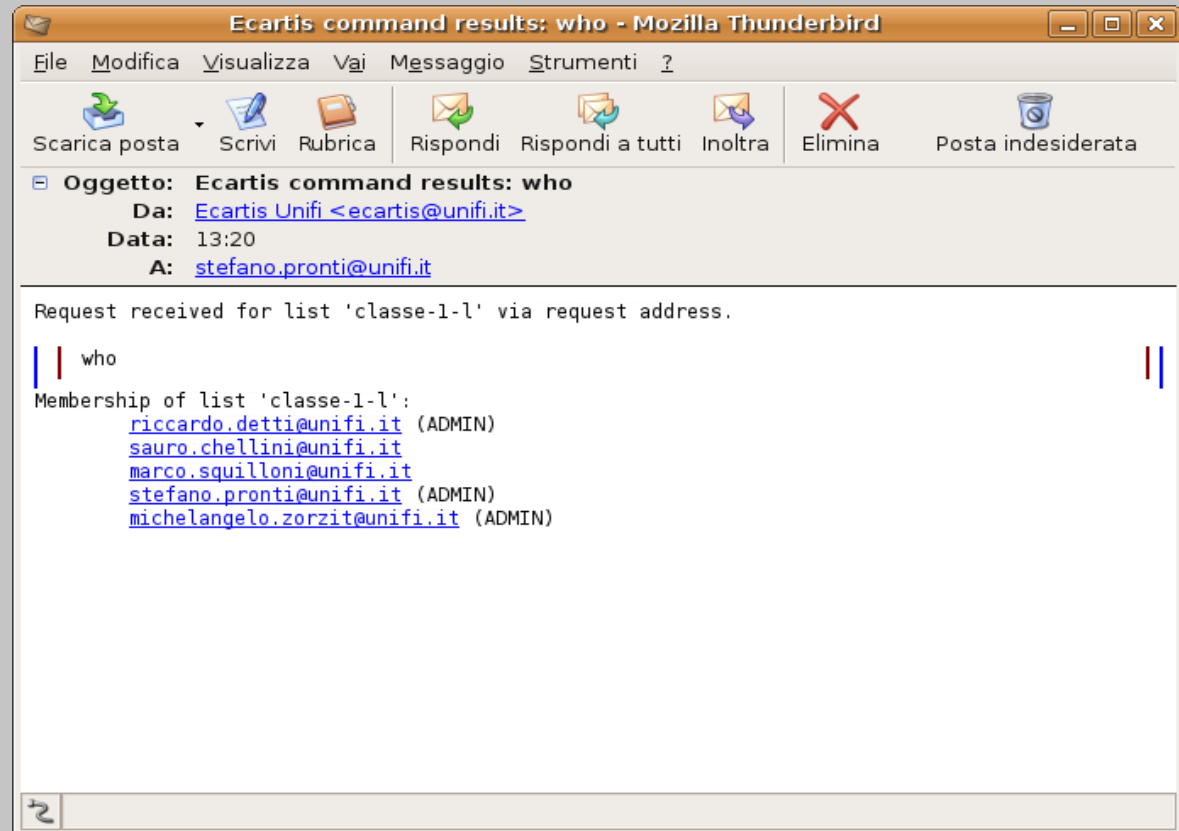 Ecartis command results: who - Mozilla Thunderbird
File Modifica Visualizza Vai Messaggio Strumenti ?
Scarica posta Scrivi Rubrica Rispondi Rispondi a tutti Inoltra Elimina Posta indesiderata
Oggetto: Ecartis command results: who
Da: Ecartis Unifi <ecartis@unifi.it>
Data: 13:20
A: stefano.pronti@unifi.it
Request received for list 'classe-1-l' via request address.
who
Membership of list 'classe-1-l':
riccardo.detti@unifi.it (ADMIN)
sauro.chellini@unifi.it
marco.squilloni@unifi.it
stefano.pronti@unifi.it (ADMIN)
michelangelo.zorzit@unifi.it (ADMIN)